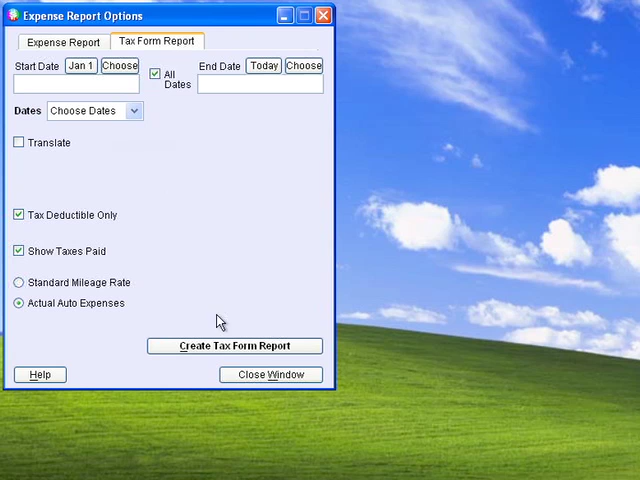 Expense Report Options
Expense Report Tax Form Report
Start Date Jan 1 Choose All Dates End Date Today Choose
Dates Choose Dates
Translate
Tax Deductible Only
Show Taxes Paid
Standard Mileage Rate
Actual Auto Expenses
Create Tax Form Report
Help Close Window